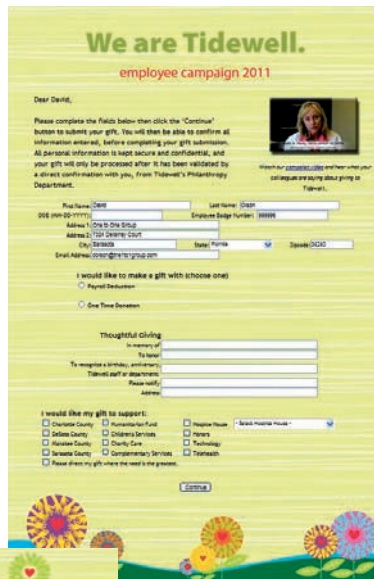 We are Tidewell.
employee campaign 2011
Dear David,
Please complete the fields below then click the "Continue"
button to submit your gift. You will then be able to confirm all
information entered, before completing your gift submission.
All personal information is kept secure and confidential, and
your gift will only be processed after it has been validated by
a direct confirmation with you, from Tidewell's Philanthropy
Department.
Watch our campaign video and hear what your
colleagues are saying about giving to
Tidewell.
First Name: David Last Name:
DOB (MM-DD-YYYY): Employee Badge Number: 999999
Address 1: One to One Group
Address 2: Delaney Court
City: Sarasota State: Florida Zipcode:
Email Address:
I would like to make a gift with (choose one)
Payroll Deduction
One Time Donation
Thoughtful Giving
In memory of
To honor
To recognize a birthday, anniversary,
Tidewell staff or department:
Please notify
Address
I would like my gift to support:
Charlotte County Humanitarian Fund Hospice House - Select Hospice House -
DeSoto County Children's Services Honors
Manatee County Charity Care Technology
Sarasota County Complementary Services Telehealth
Please direct my gift where the need is the greatest.
Continue